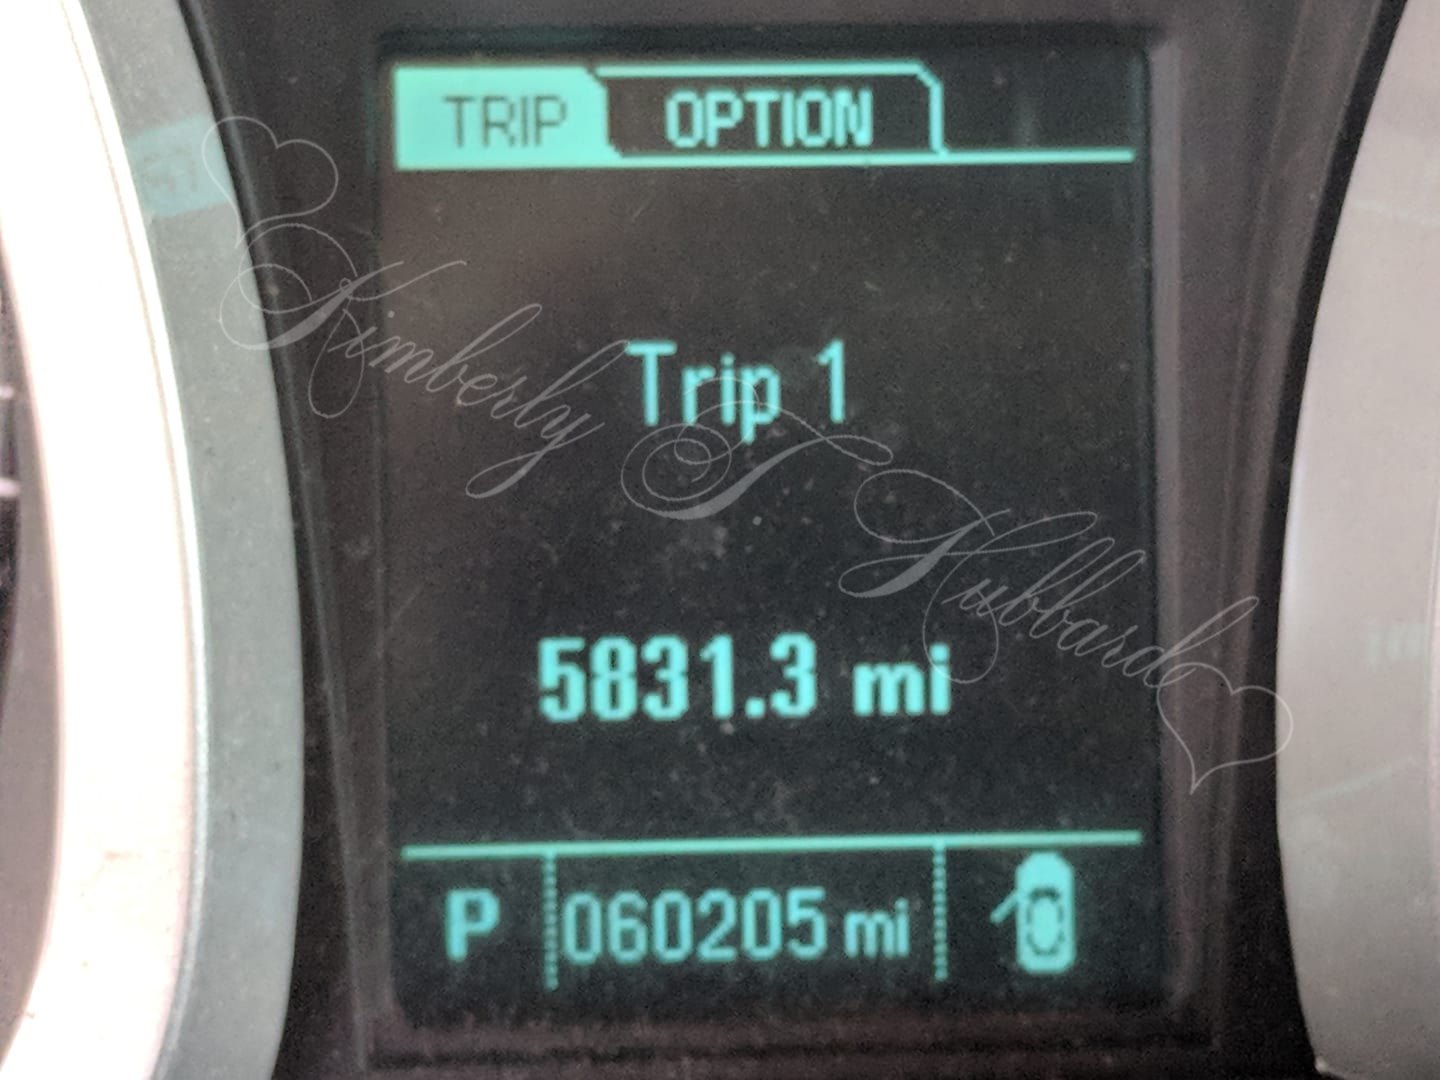 TRIP OPTION
Trip 1
Kimberly T Hubbard
5831.3 mi
P 060205 mi